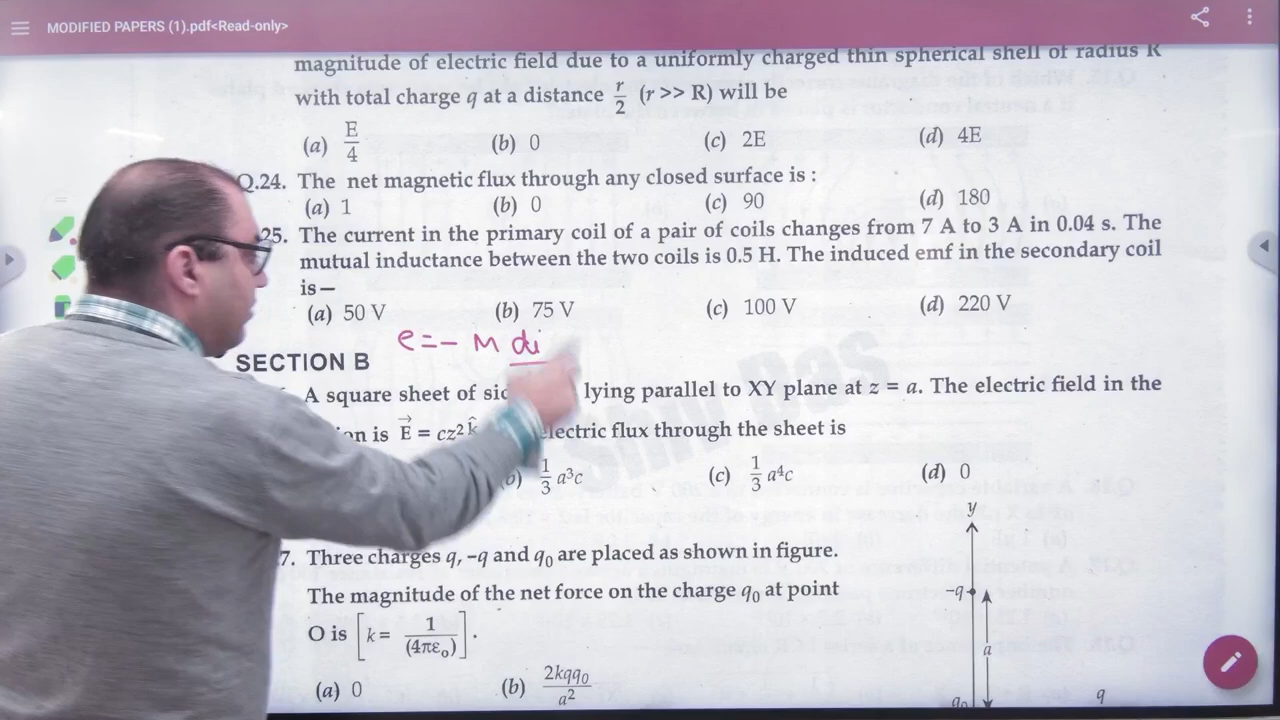 MODIFIED PAPERS (1).pdf<Read-only>
magnitude of electric field due to a uniformly charged thin spherical shell of radius R
with total charge q at a distance r/2 (r >> R) will be
(a) E/4 (b) 0 (c) 2E (d) 4E
Q.24. The net magnetic flux through any closed surface is :
(a) 1 (b) 0 (c) 90 (d) 180
25. The current in the primary coil of a pair of coils changes from 7 A to 3 A in 0.04 s. The
mutual inductance between the two coils is 0.5 H. The induced emf in the secondary coil
is—
(a) 50 V (b) 75 V (c) 100 V (d) 220 V
e = - M di
SECTION B
A square sheet of lying parallel to XY plane at z = a. The electric field in the
is E⃗ = cz² k̂ electric flux through the sheet is
(b) 1/3 a³c (c) 1/3 a⁴c (d) 0
7. Three charges q, –q and q₀ are placed as shown in figure.
The magnitude of the net force on the charge q₀ at point
O is [k = 1/(4πε₀)].
(a) 0 (b) 2kqq₀/a²
y
-q
a
q₀ q
Shiv Das